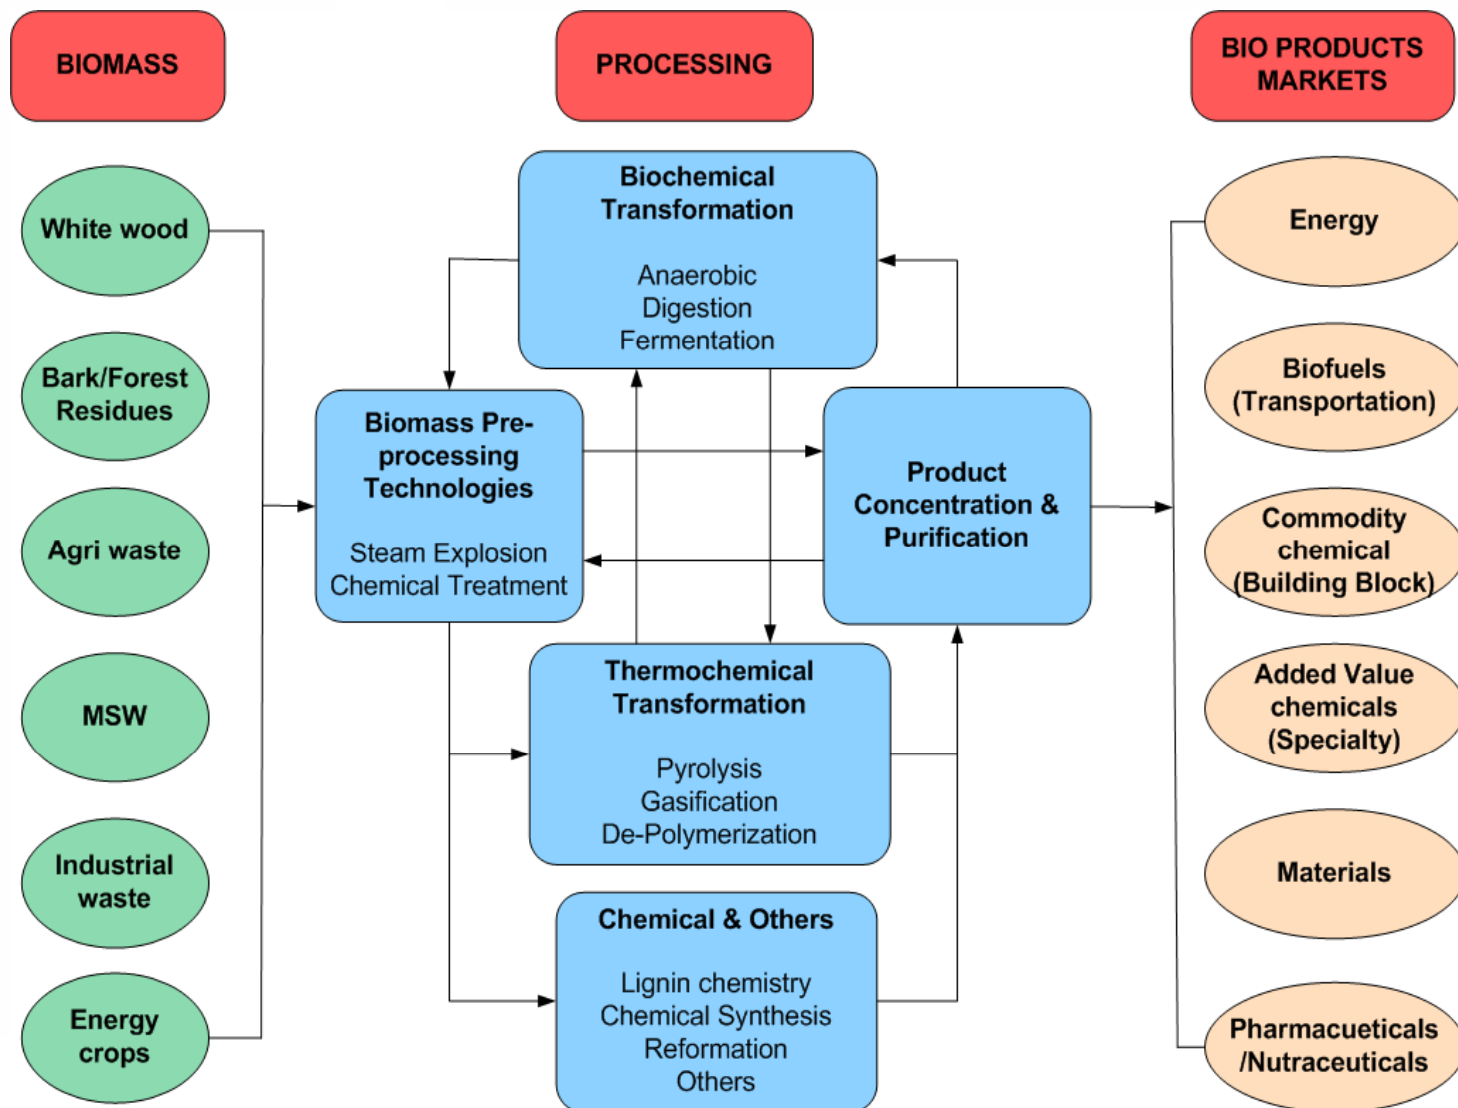 BIOMASS
PROCESSING
BIO PRODUCTS
MARKETS
White wood
Bark/Forest
Residues
Agri waste
MSW
Industrial
waste
Energy
crops
Biochemical
Transformation
Anaerobic
Digestion
Fermentation
Biomass Pre-
processing
Technologies
Steam Explosion
Chemical Treatment
Product
Concentration &
Purification
Thermochemical
Transformation
Pyrolysis
Gasification
De-Polymerization
Chemical & Others
Lignin chemistry
Chemical Synthesis
Reformation
Others
Energy
Biofuels
(Transportation)
Commodity
chemical
(Building Block)
Added Value
chemicals
(Specialty)
Materials
Pharmacueticals
/Nutraceuticals